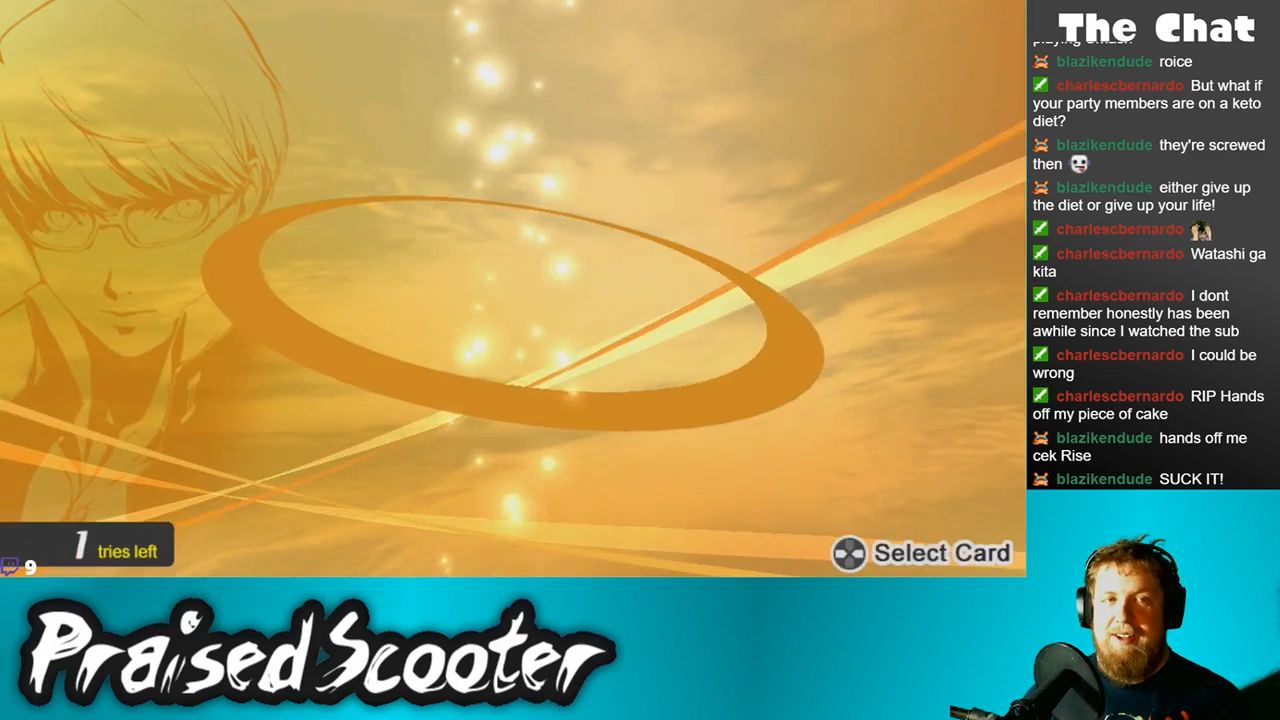 The Chat
blazikendude roice
charlescbernardo But what if
your party members are on a keto
diet?
blazikendude they're screwed
then
blazikendude either give up
the diet or give up your life!
charlescbernardo
charlescbernardo Watashi ga
kita
charlescbernardo I dont
remember honestly has been
awhile since I watched the sub
charlescbernardo I could be
wrong
charlescbernardo RIP Hands
off my piece of cake
blazikendude hands off me
cek Rise
blazikendude SUCK IT!
1 tries left
Select Card
9
PraisedScooter